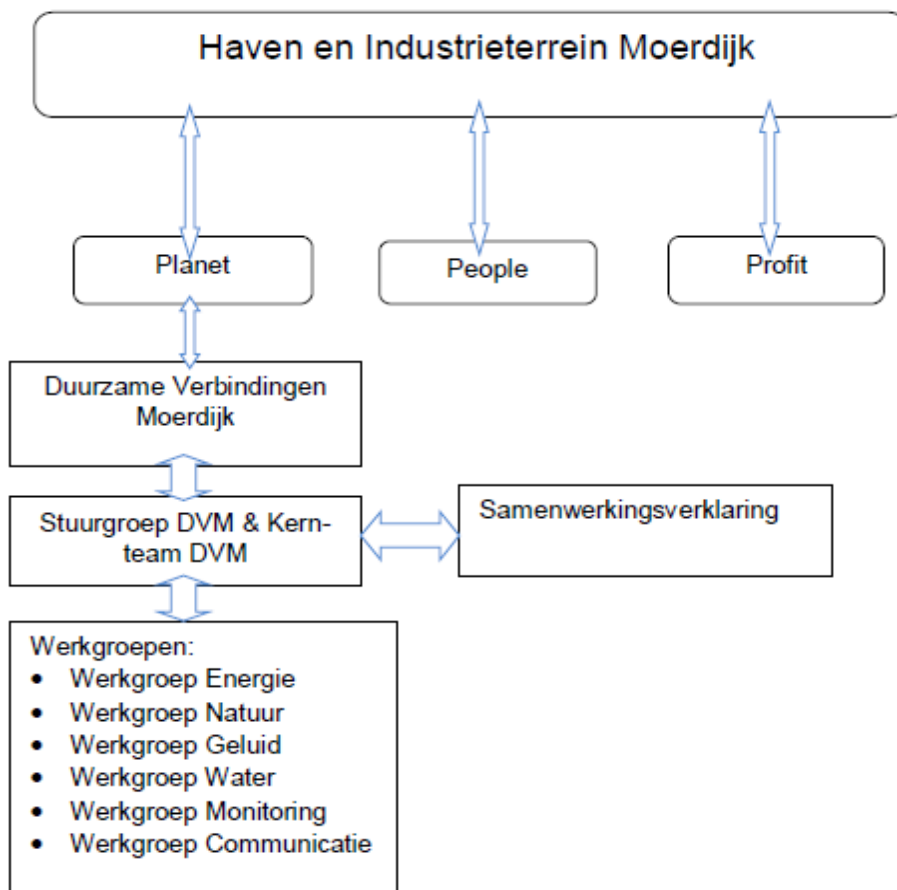 Haven en Industrieterrein Moerdijk
Planet
People
Profit
Duurzame Verbindingen
Moerdijk
Stuurgroep DVM & Kern-
team DVM
Samenwerkingsverklaring
Werkgroepen:
• Werkgroep Energie
• Werkgroep Natuur
• Werkgroep Geluid
• Werkgroep Water
• Werkgroep Monitoring
• Werkgroep Communicatie